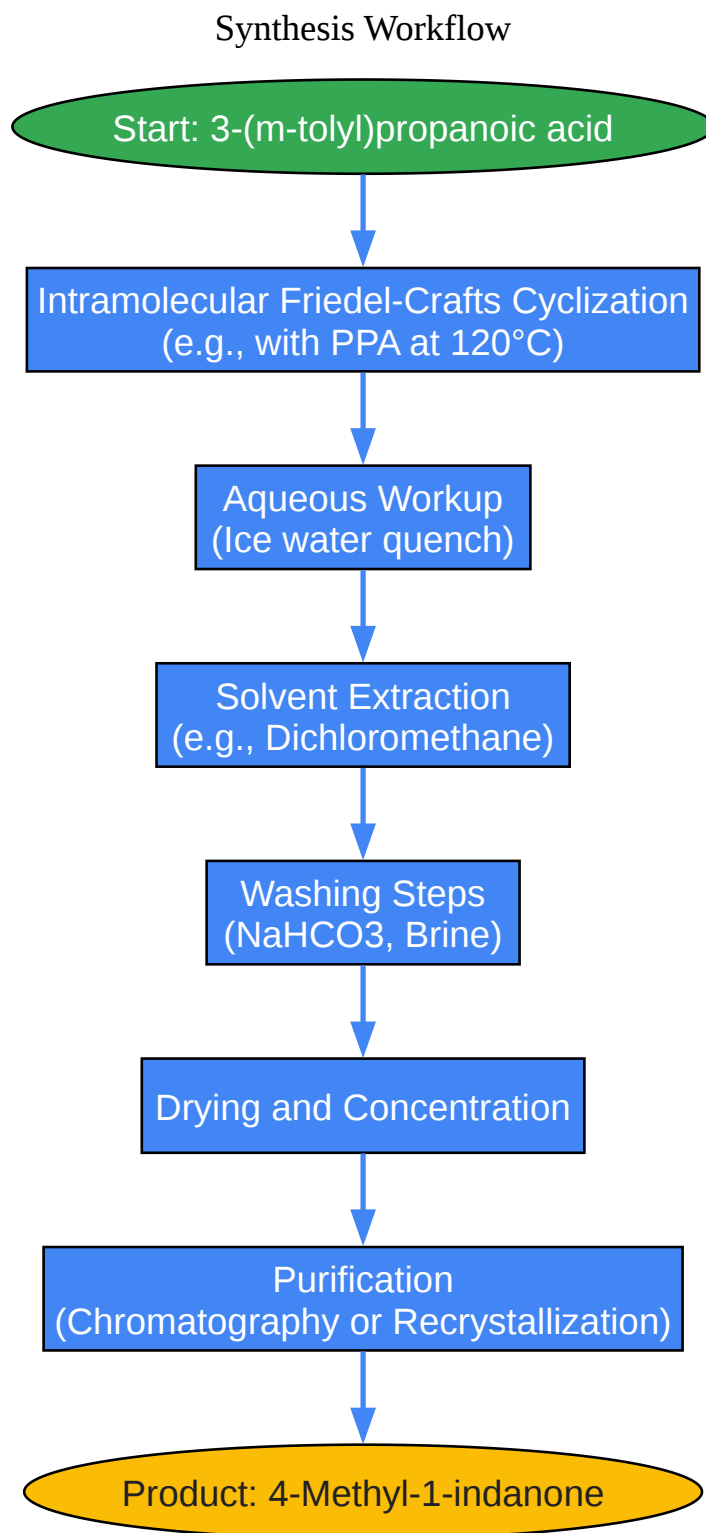 Synthesis Workflow
Start: 3-(m-tolyl)propanoic acid
Intramolecular Friedel-Crafts Cyclization
(e.g., with PPA at 120°C)
Aqueous Workup
(Ice water quench)
Solvent Extraction
(e.g., Dichloromethane)
Washing Steps
(NaHCO3, Brine)
Drying and Concentration
Purification
(Chromatography or Recrystallization)
Product: 4-Methyl-1-indanone